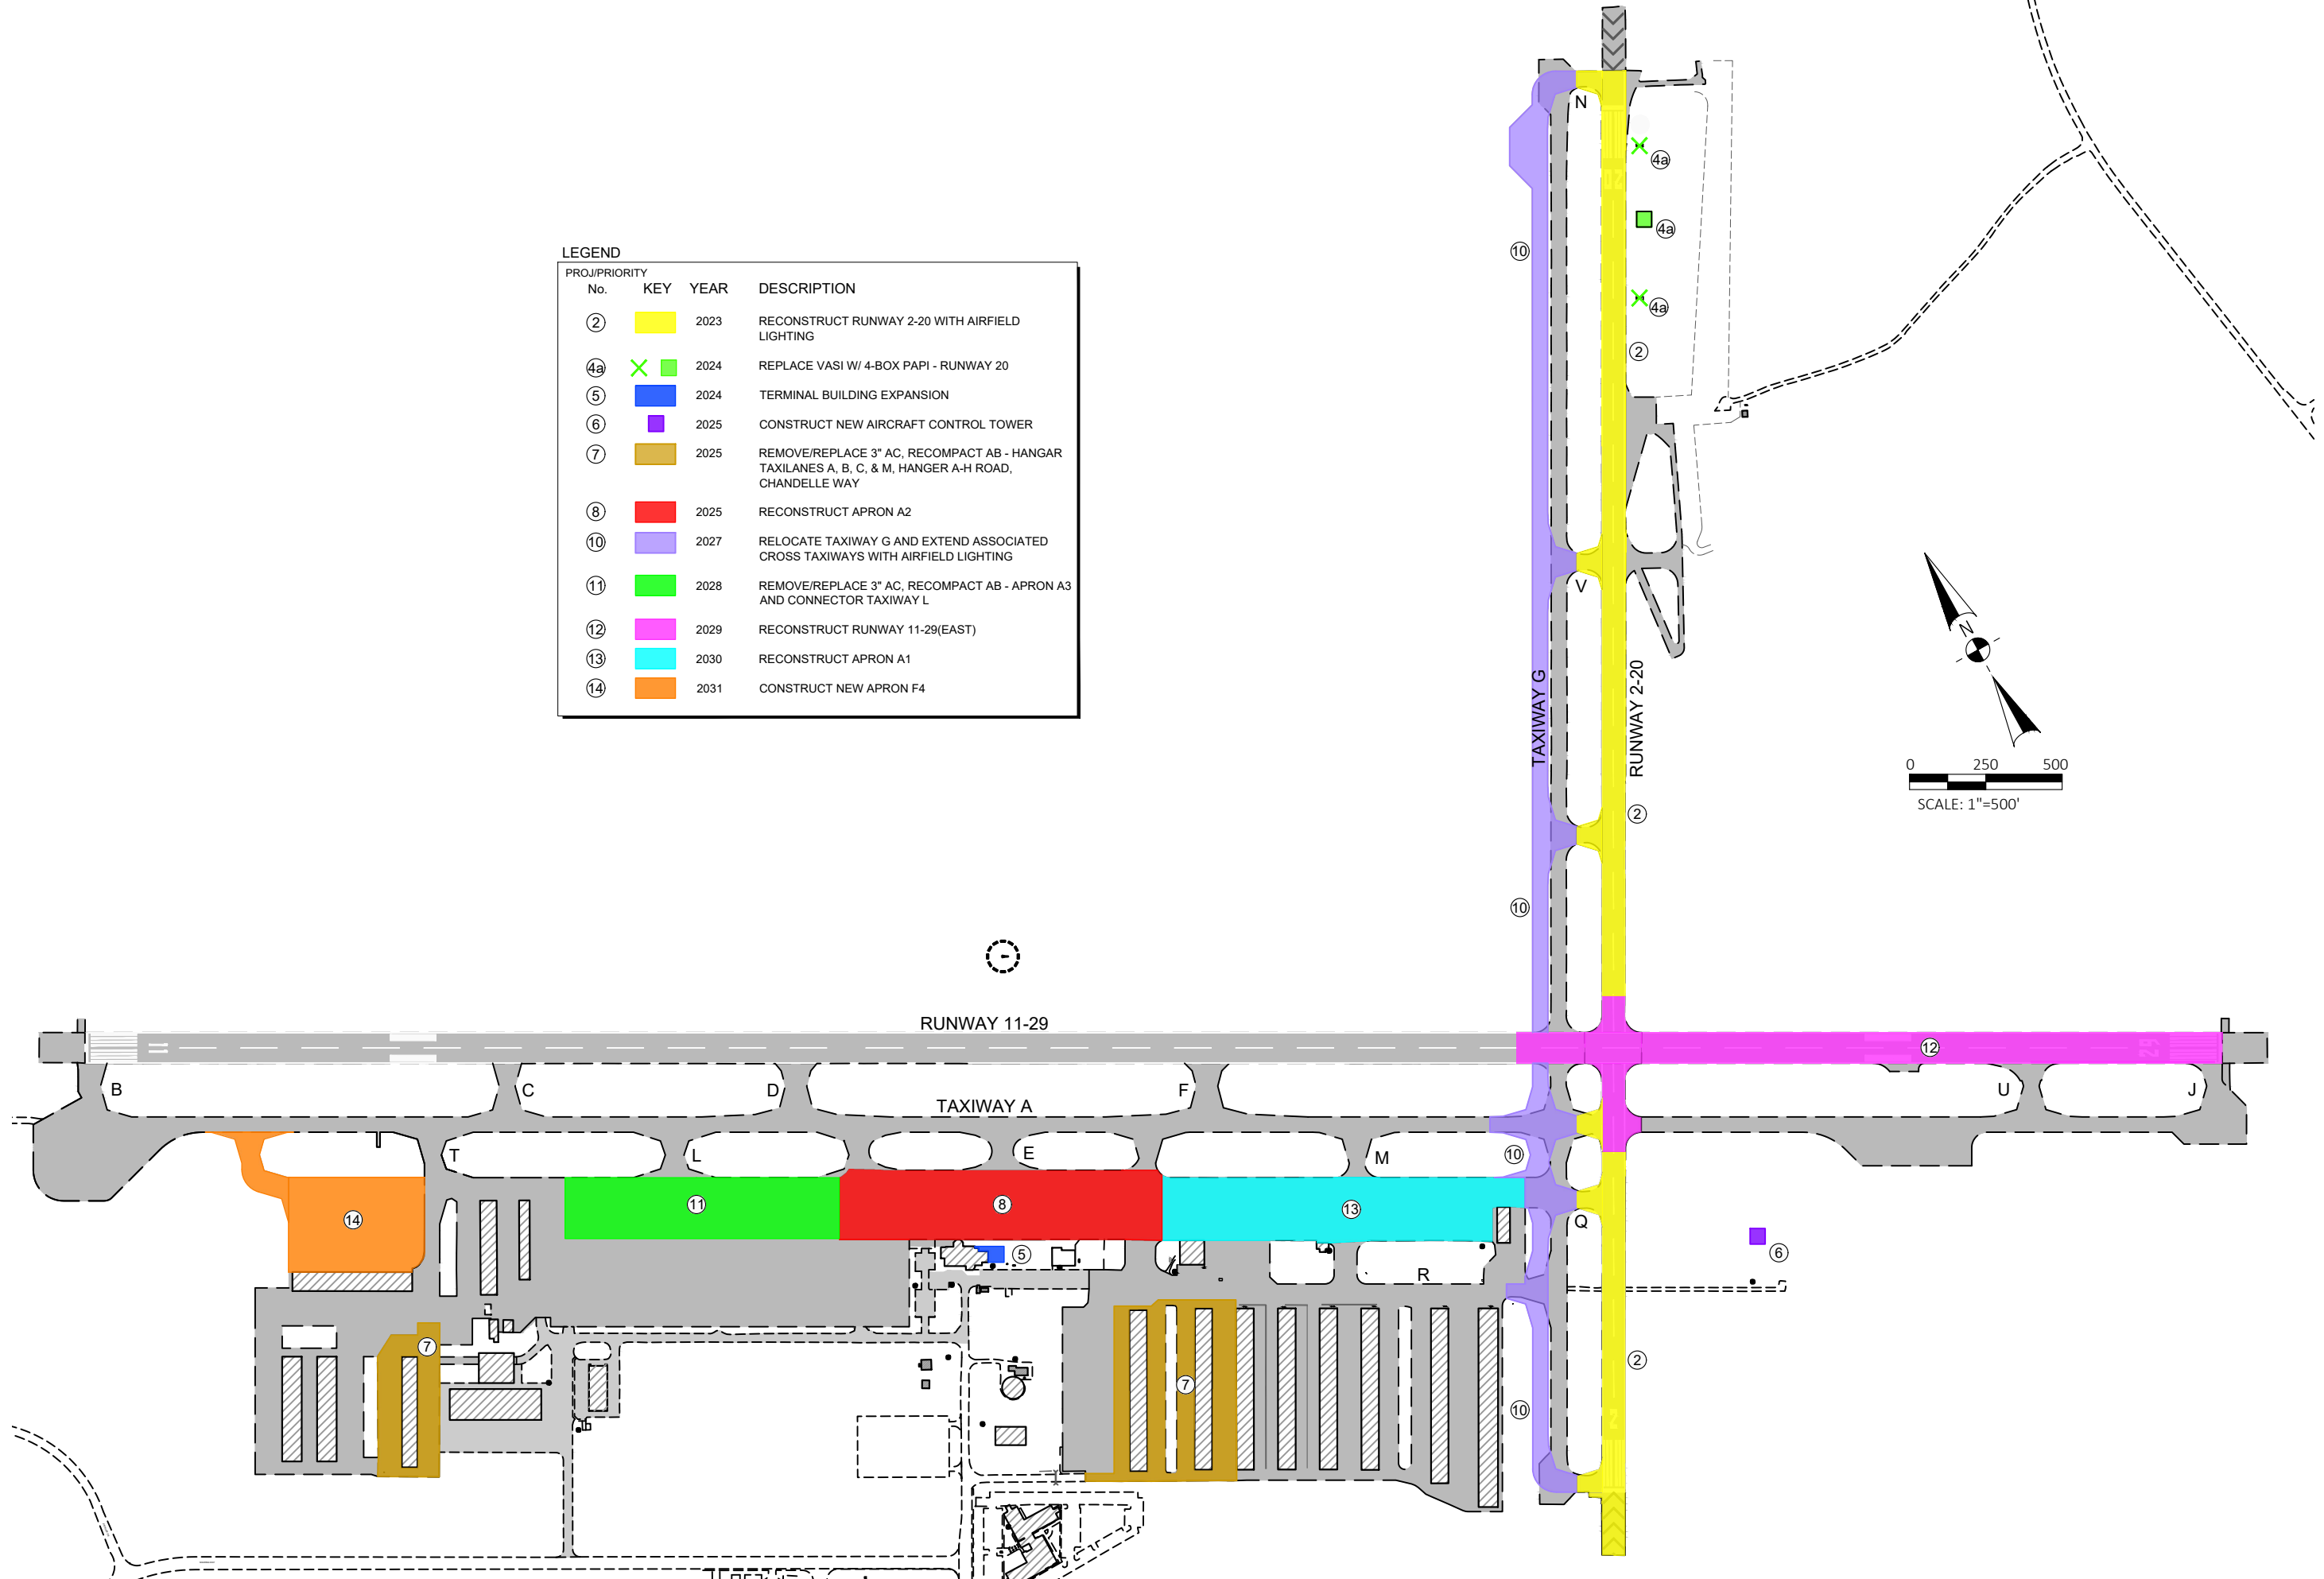 LEGEND
PROJ/PRIORITY
No. KEY YEAR DESCRIPTION
2 2023 RECONSTRUCT RUNWAY 2-20 WITH AIRFIELD
LIGHTING
4a 2024 REPLACE VASI W/ 4-BOX PAPI - RUNWAY 20
5 2024 TERMINAL BUILDING EXPANSION
6 2025 CONSTRUCT NEW AIRCRAFT CONTROL TOWER
7 2025 REMOVE/REPLACE 3" AC, RECOMPACT AB - HANGAR
TAXILANES A, B, C, & M, HANGER A-H ROAD,
CHANDELLE WAY
8 2025 RECONSTRUCT APRON A2
10 2027 RELOCATE TAXIWAY G AND EXTEND ASSOCIATED
CROSS TAXIWAYS WITH AIRFIELD LIGHTING
11 2028 REMOVE/REPLACE 3" AC, RECOMPACT AB - APRON A3
AND CONNECTOR TAXIWAY L
12 2029 RECONSTRUCT RUNWAY 11-29(EAST)
13 2030 RECONSTRUCT APRON A1
14 2031 CONSTRUCT NEW APRON F4
N
4a
20
4a
10
4a
2
V
N
TAXIWAY G
RUNWAY 2-20
0 250 500
SCALE: 1"=500'
2
10
RUNWAY 11-29
11
12
29
B
C
D
F
U
J
TAXIWAY A
T
L
E
M
10
14
11
8
13
Q
5
6
R
7
7
2
10
2